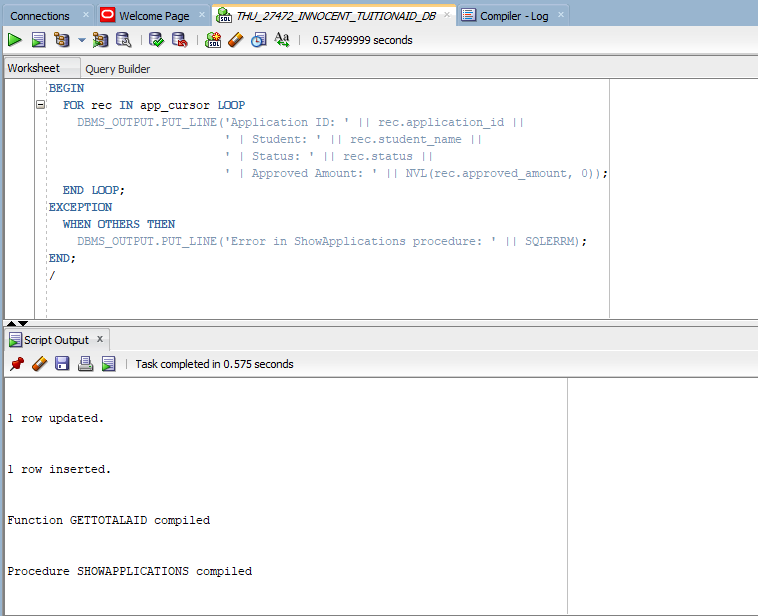 Connections
Welcome Page
THU_27472_INNOCENT_TUITIONAID_DB
Compiler - Log
0.57499999 seconds
Worksheet
Query Builder
BEGIN
  FOR rec IN app_cursor LOOP
    DBMS_OUTPUT.PUT_LINE('Application ID: ' || rec.application_id ||
                         ' | Student: ' || rec.student_name ||
                         ' | Status: ' || rec.status ||
                         ' | Approved Amount: ' || NVL(rec.approved_amount, 0));
  END LOOP;
EXCEPTION
  WHEN OTHERS THEN
    DBMS_OUTPUT.PUT_LINE('Error in ShowApplications procedure: ' || SQLERRM);
END;
/
Script Output
Task completed in 0.575 seconds
1 row updated.
1 row inserted.
Function GETTOTALAID compiled
Procedure SHOWAPPLICATIONS compiled